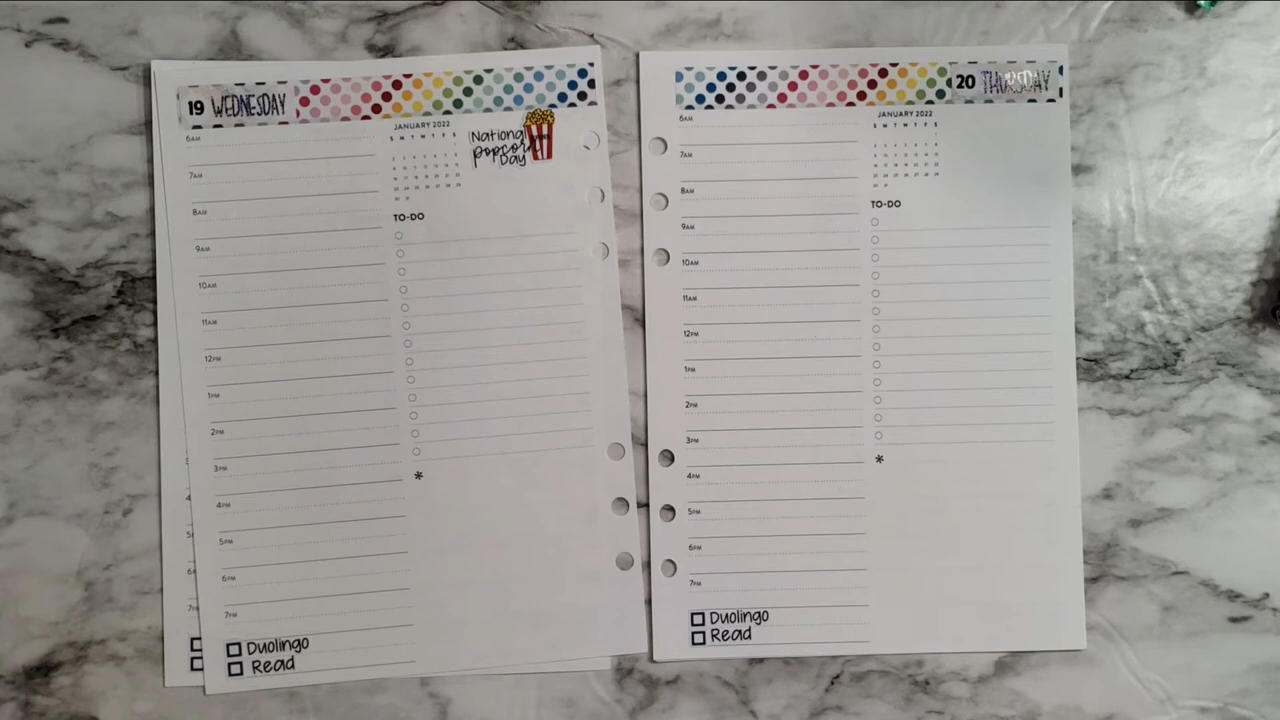 19 WEDNESDAY
6AM
7AM
8AM
9AM
10AM
11AM
12PM
1PM
2PM
3PM
4PM
5PM
6PM
7PM
Duolingo
Read
JANUARY 2022
S M T W T F S
National
popcorn
Day
TO-DO
*
20 THURSDAY
6AM
7AM
8AM
9AM
10AM
11AM
12PM
1PM
2PM
3PM
4PM
5PM
6PM
7PM
Duolingo
Read
JANUARY 2022
S M T W T F S
TO-DO
*